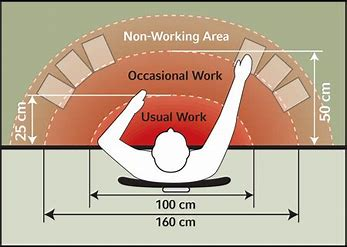 Non-Working Area
Occasional Work
Usual Work
25 cm
50 cm
100 cm
160 cm